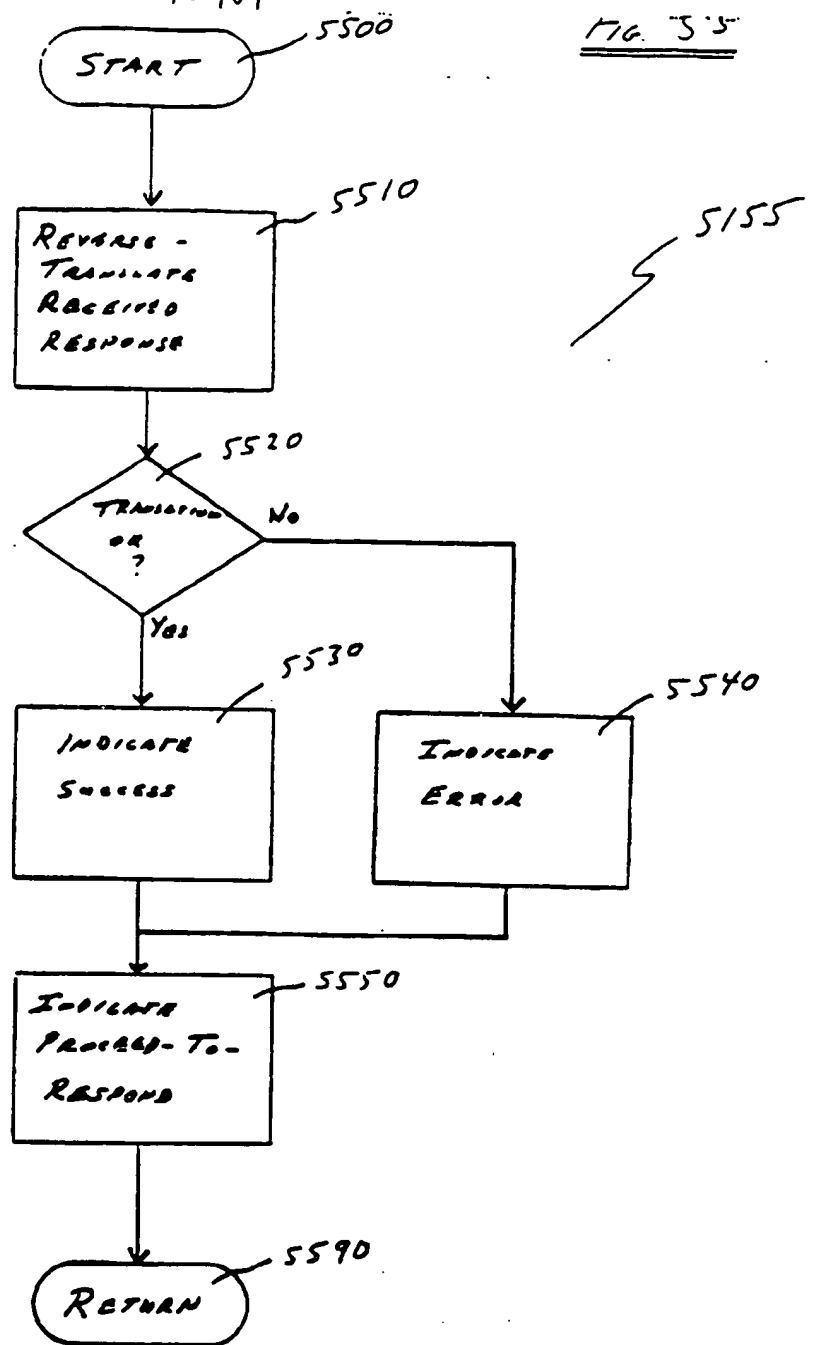 5500
FIG. 55
START
5510
5155
REVERSE-
TRANSLATE
RECEIVED
RESPONSE
5520
TRANSLATION
OK
?
No
Yes
5530
5540
INDICATE
SUCCESS
INDICATE
ERROR
5550
INDICATE
PROCEED-TO-
RESPOND
5590
RETURN